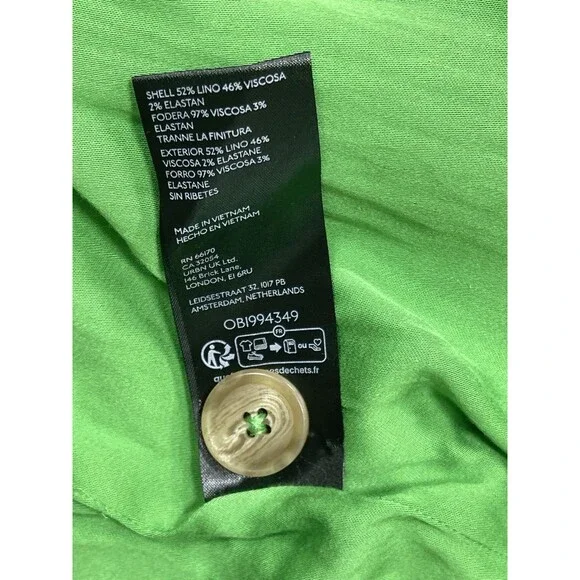 SHELL 52% LINO 46% VISCOSA
2% ELASTAN
FODERA 97% VISCOSA 3%
ELASTAN
TRANNE LA FINITURA
EXTERIOR 52% LINO 46%
VISCOSA 2% ELASTANE
FORRO 97% VISCOSA 3%
ELASTANE
SIN RIBETES
MADE IN VIETNAM
HECHO EN VIETNAM
RN 66170
CA 32054
URBN UK Ltd.
146 Brick Lane,
LONDON, E1 6RU
LEIDSESTRAAT 32, 1017 PB
AMSTERDAM, NETHERLANDS
OB1994349
FR
OU